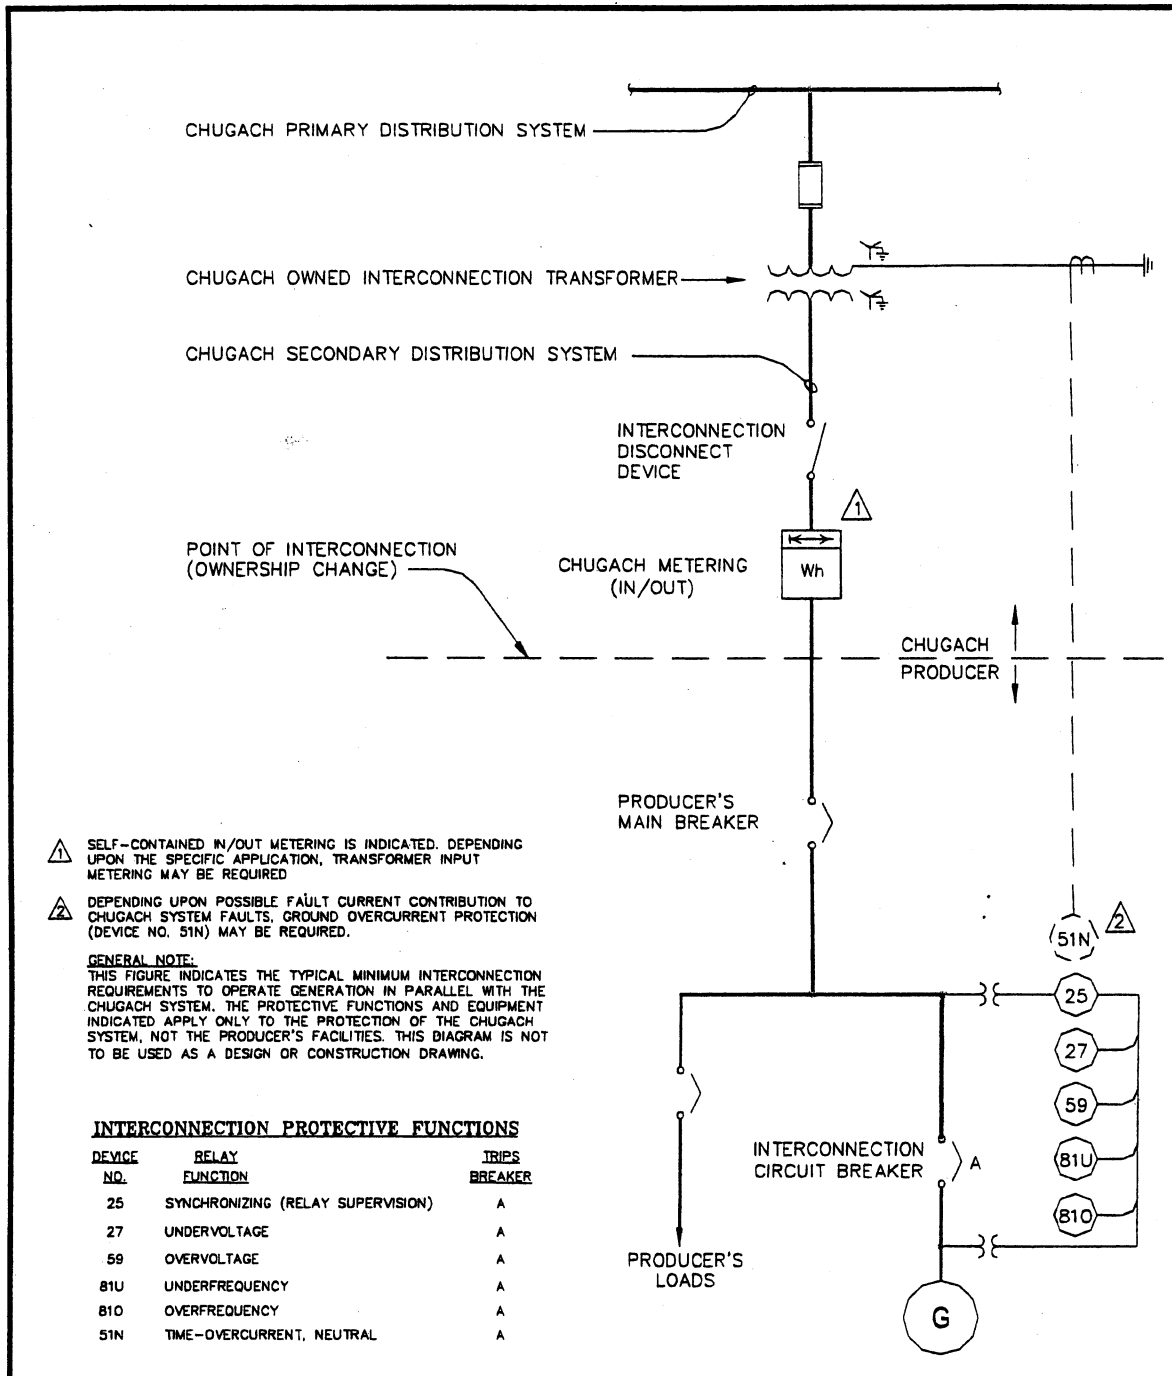 CHUGACH PRIMARY DISTRIBUTION SYSTEM
CHUGACH OWNED INTERCONNECTION TRANSFORMER
CHUGACH SECONDARY DISTRIBUTION SYSTEM
INTERCONNECTION
DISCONNECT
DEVICE
1
POINT OF INTERCONNECTION
(OWNERSHIP CHANGE)
CHUGACH METERING
(IN/OUT)
Wh
CHUGACH
PRODUCER
PRODUCER'S
MAIN BREAKER
1 SELF-CONTAINED IN/OUT METERING IS INDICATED. DEPENDING
UPON THE SPECIFIC APPLICATION, TRANSFORMER INPUT
METERING MAY BE REQUIRED
2 DEPENDING UPON POSSIBLE FAULT CURRENT CONTRIBUTION TO
CHUGACH SYSTEM FAULTS, GROUND OVERCURRENT PROTECTION
(DEVICE NO. 51N) MAY BE REQUIRED.
GENERAL NOTE:
THIS FIGURE INDICATES THE TYPICAL MINIMUM INTERCONNECTION
REQUIREMENTS TO OPERATE GENERATION IN PARALLEL WITH THE
CHUGACH SYSTEM. THE PROTECTIVE FUNCTIONS AND EQUIPMENT
INDICATED APPLY ONLY TO THE PROTECTION OF THE CHUGACH
SYSTEM, NOT THE PRODUCER'S FACILITIES. THIS DIAGRAM IS NOT
TO BE USED AS A DESIGN OR CONSTRUCTION DRAWING.
51N
2
25
27
59
81U
81O
INTERCONNECTION
CIRCUIT BREAKER
A
PRODUCER'S
LOADS
G
INTERCONNECTION PROTECTIVE FUNCTIONS
DEVICE NO. RELAY FUNCTION TRIPS BREAKER
25 SYNCHRONIZING (RELAY SUPERVISION) A
27 UNDERVOLTAGE A
59 OVERVOLTAGE A
81U UNDERFREQUENCY A
81O OVERFREQUENCY A
51N TIME-OVERCURRENT, NEUTRAL A